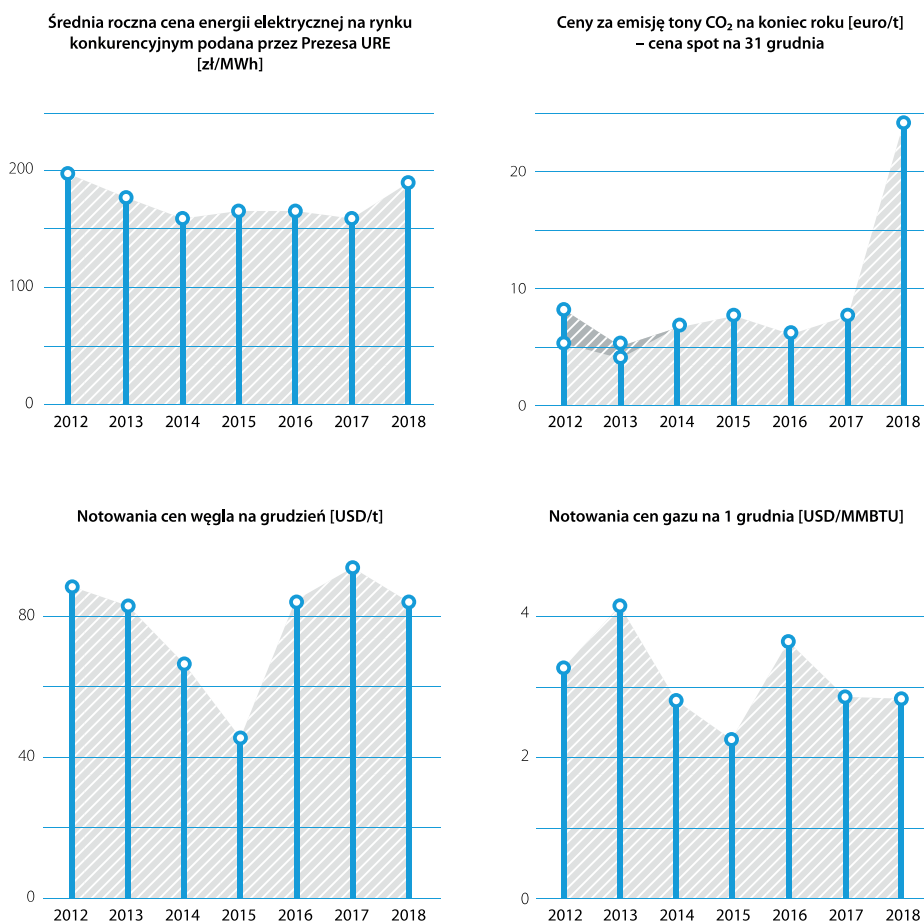 Średnia roczna cena energii elektrycznej na rynku
konkurencyjnym podana przez Prezesa URE
[zł/MWh]
200
100
0
2012 2013 2014 2015 2016 2017 2018
Ceny za emisję tony CO₂ na koniec roku [euro/t]
– cena spot na 31 grudnia
20
10
0
2012 2013 2014 2015 2016 2017 2018
Notowania cen węgla na grudzień [USD/t]
80
40
0
2012 2013 2014 2015 2016 2017 2018
Notowania cen gazu na 1 grudnia [USD/MMBTU]
4
2
0
2012 2013 2014 2015 2016 2017 2018